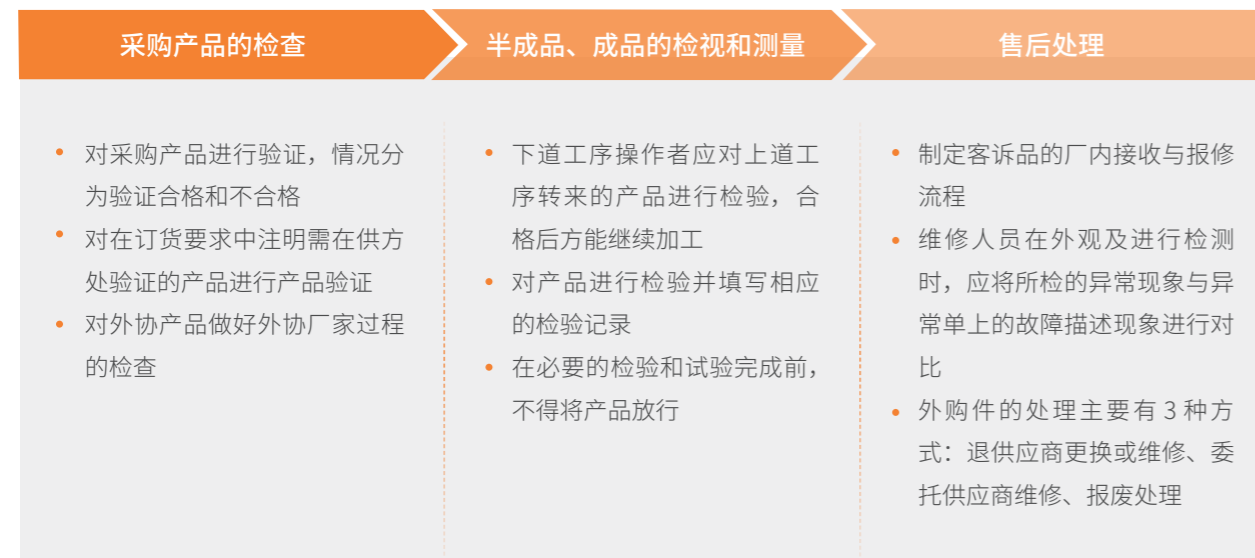 采购产品的检查
半成品、成品的检视和测量
售后处理
• 对采购产品进行验证，情况分
为验证合格和不合格
• 对在订货要求中注明需在供方
处验证的产品进行产品验证
• 对外协产品做好外协厂家过程
的检查
• 下道工序操作者应对上道工
序转来的产品进行检验，合
格后方能继续加工
• 对产品进行检验并填写相应
的检验记录
• 在必要的检验和试验完成前，
不得将产品放行
• 制定客诉品的厂内接收与报修
流程
• 维修人员在外观及进行检测
时，应将所检的异常现象与异
常单上的故障描述现象进行对
比
• 外购件的处理主要有 3 种方
式：退供应商更换或维修、委
托供应商维修、报废处理